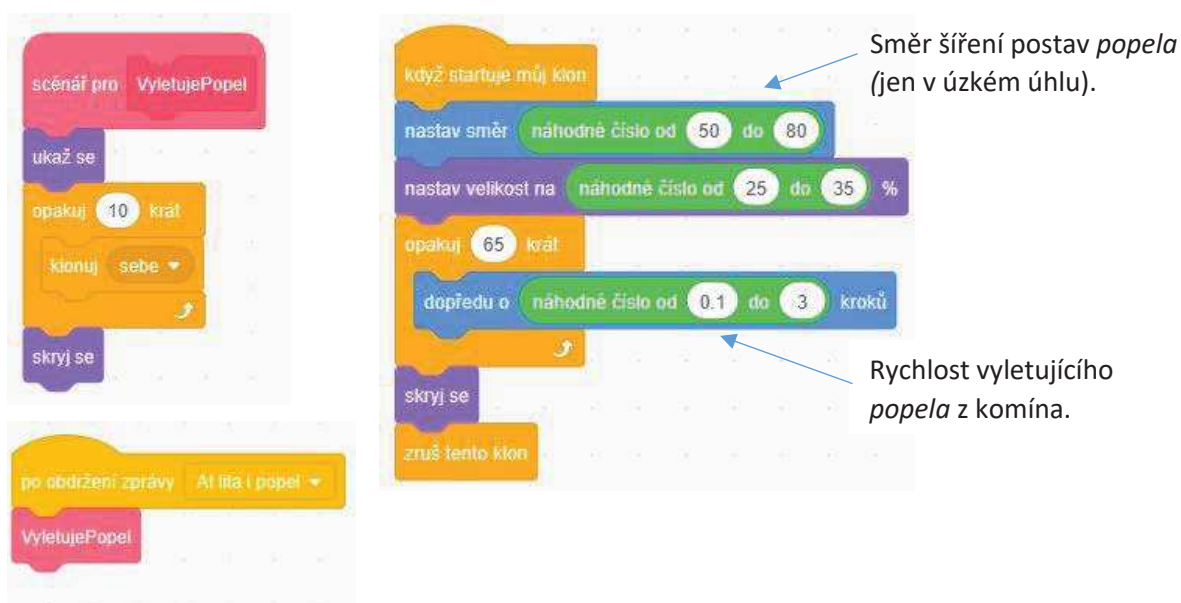 scénář pro VyletujePopel
ukaž se
opakuj 10 krát
klonuj sebe
skryj se
po obdržení zprávy Ať lítá i popel
VyletujePopel
když startuje můj klon
nastav směr náhodné číslo od 50 do 80
nastav velikost na náhodné číslo od 25 do 35 %
opakuj 65 krát
dopředu o náhodné číslo od 0.1 do 3 kroků
skryj se
zruš tento klon
Směr šíření postav popela
(jen v úzkém úhlu).
Rychlost vyletujícího
popela z komína.